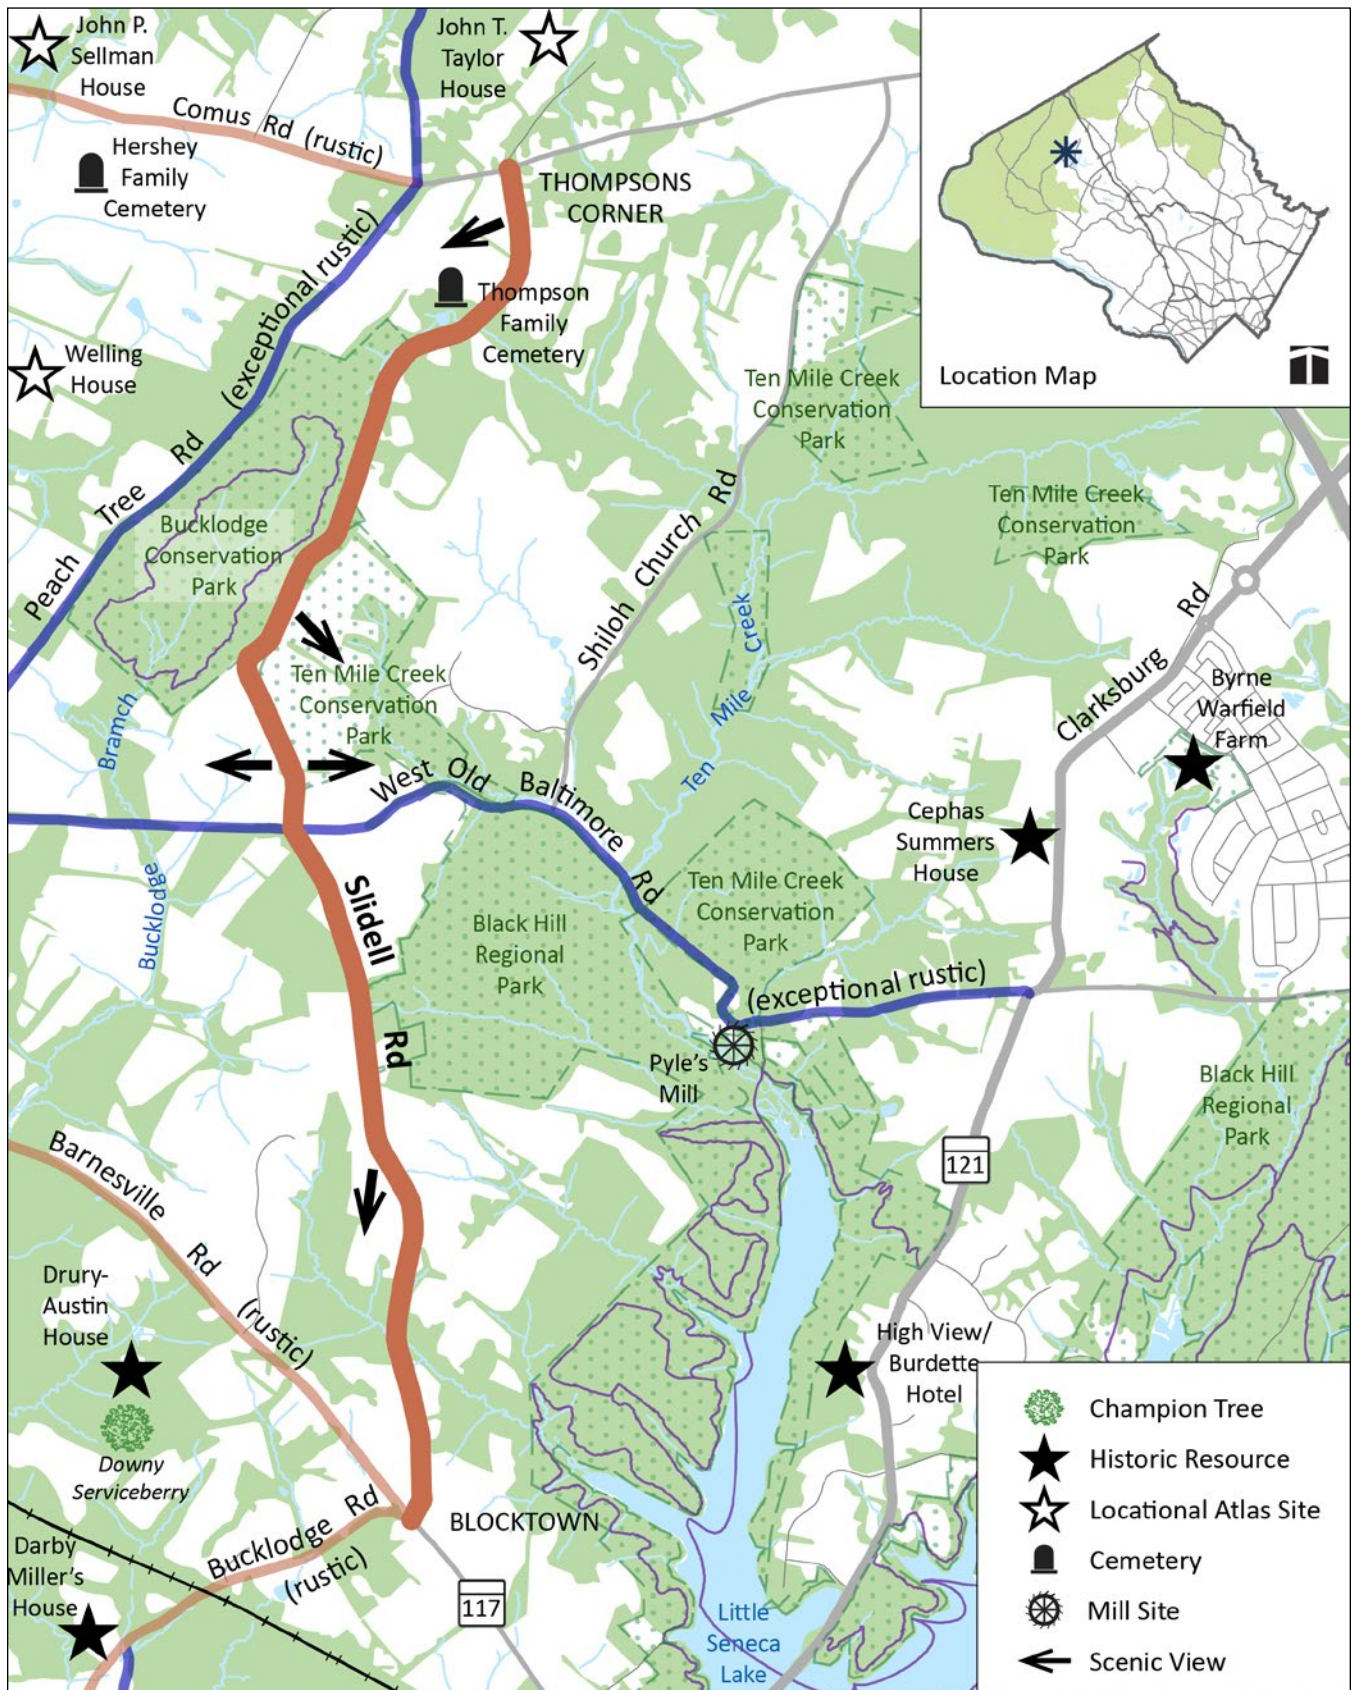 John P.
Sellman
House
John T.
Taylor
House
Comus Rd (rustic)
Hershey
Family
Cemetery
THOMPSONS
CORNER
Location Map
Thompson
Family
Cemetery
Welling
House
Peach Tree Rd (exceptional rustic)
Ten Mile Creek
Conservation
Park
Bucklodge
Conservation
Park
Shiloh Church Rd
Ten Mile Creek
Conservation
Park
Ten Mile Creek
Clarksburg Rd
Ten Mile Creek
Conservation
Park
Byrne
Warfield
Farm
Bucklodge Bramch
West Old Baltimore Rd
(exceptional rustic)
Cephas
Summers
House
Slidell Rd
Black Hill
Regional
Park
Ten Mile Creek
Conservation
Park
Pyle's
Mill
Black Hill
Regional
Park
121
Barnesville Rd (rustic)
Drury-
Austin
House
Downy
Serviceberry
High View/
Burdette
Hotel
Bucklodge Rd
(rustic)
BLOCKTOWN
Darby
Miller's
House
117
Little
Seneca
Lake
Champion Tree
Historic Resource
Locational Atlas Site
Cemetery
Mill Site
Scenic View